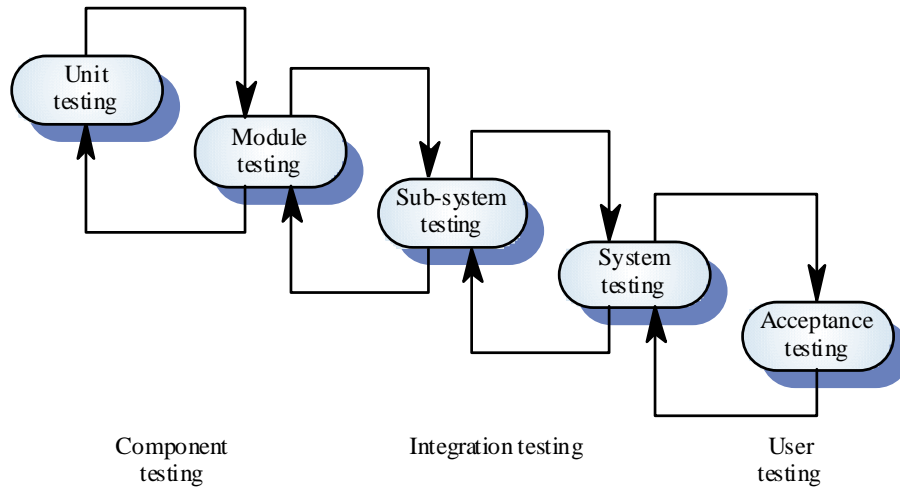 Unit
testing
Module
testing
Sub-system
testing
System
testing
Acceptance
testing
Component
testing
Integration testing
User
testing